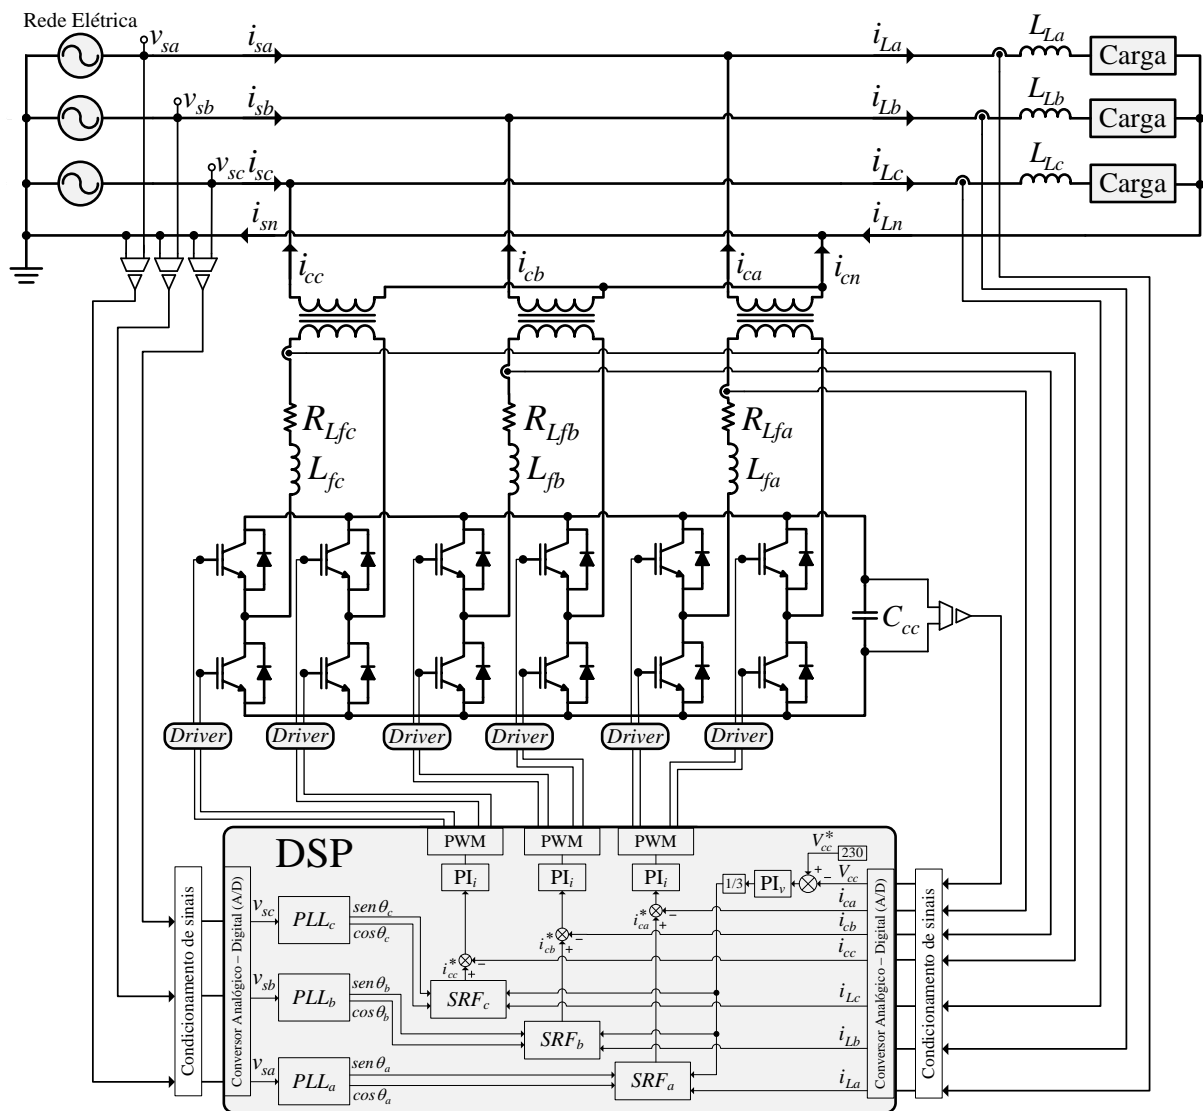 Rede Elétrica
v_sa
i_sa
i_La
L_La
Carga
v_sb
i_sb
i_Lb
L_Lb
Carga
v_sc
i_sc
i_Lc
L_Lc
Carga
i_sn
i_Ln
i_cc
i_cb
i_ca
i_cn
R_Lfc
R_Lfb
R_Lfa
L_fc
L_fb
L_fa
C_cc
Driver
Driver
Driver
Driver
Driver
Driver
DSP
PWM
PWM
PWM
V_cc^*
230
PI_i
PI_i
PI_i
1/3
PI_v
+
−
V_cc
i_ca^*
−
+
i_ca
i_cb^*
−
+
i_cb
i_cc^*
−
+
i_cc
Condicionamento de sinais
Conversor Analógico – Digital (A/D)
v_sc
PLL_c
sen θ_c
cos θ_c
SRF_c
i_Lc
v_sb
PLL_b
sen θ_b
cos θ_b
SRF_b
i_Lb
v_sa
PLL_a
sen θ_a
cos θ_a
SRF_a
i_La
Conversor Analógico – Digital (A/D)
Condicionamento de sinais